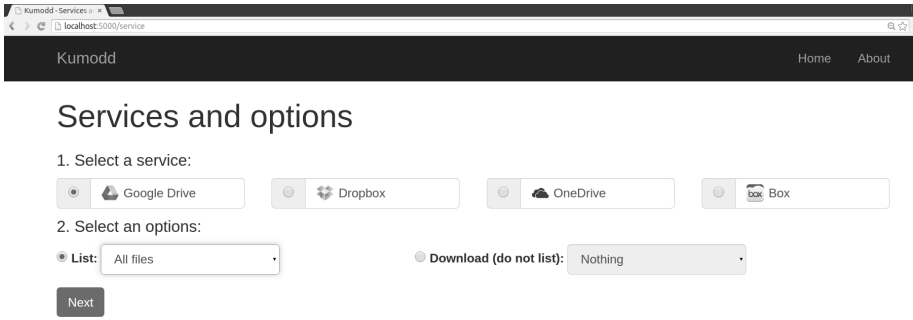 Kumodd - Services a
localhost:5000/service
Kumodd Home About
Services and options
1. Select a service:
Google Drive Dropbox OneDrive box Box
2. Select an options:
List: All files Download (do not list): Nothing
Next